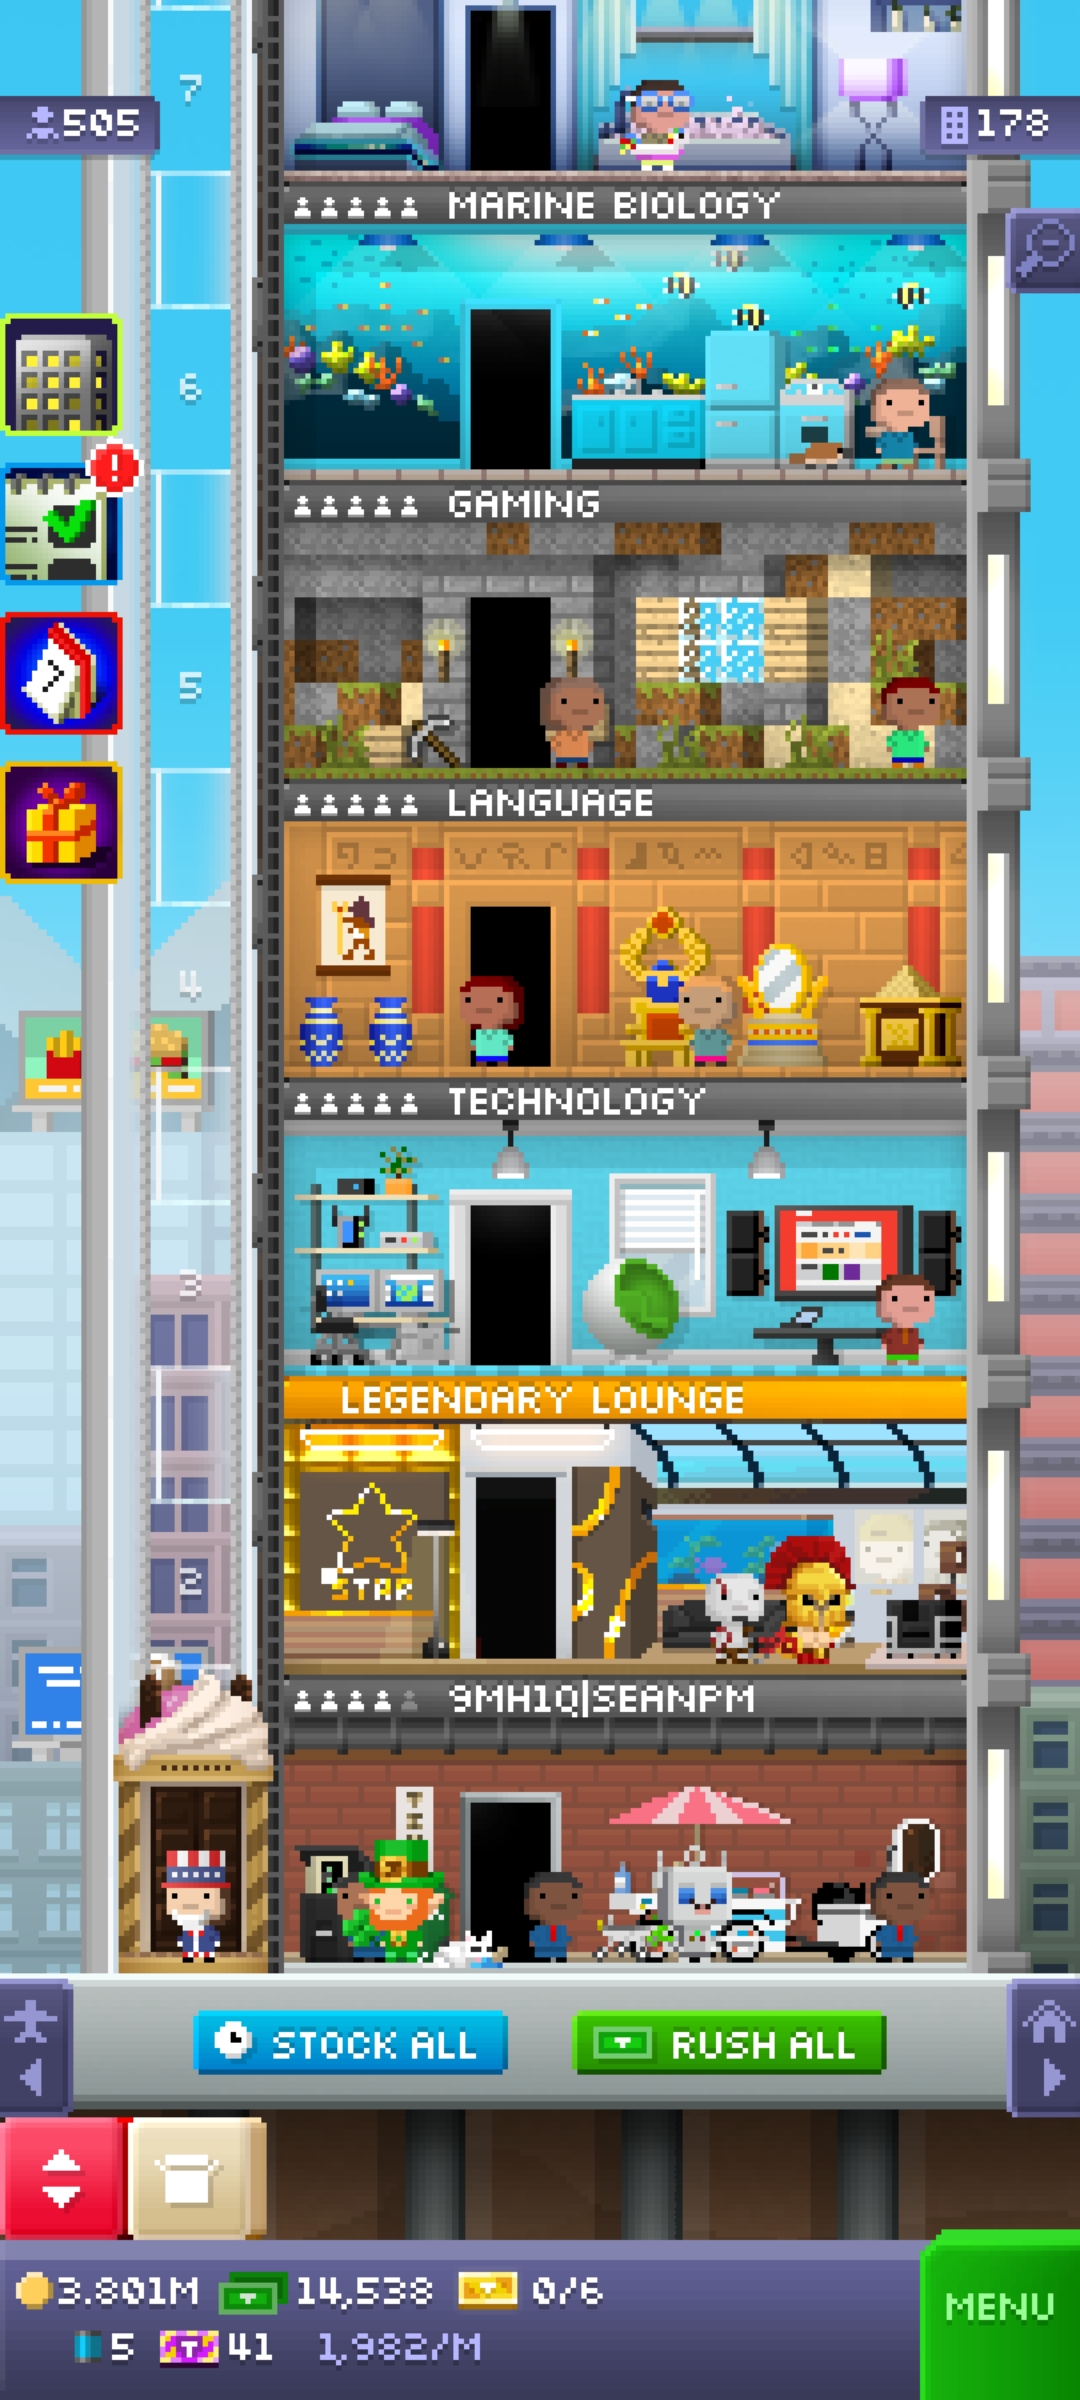 7
505
178
MARINE BIOLOGY
6
GAMING
5
LANGUAGE
4
TECHNOLOGY
3
LEGENDARY LOUNGE
STAR
2
9MH1Q|SEANPM
STOCK ALL
RUSH ALL
3.801M
14,538
0/6
MENU
5
41
1,982/M